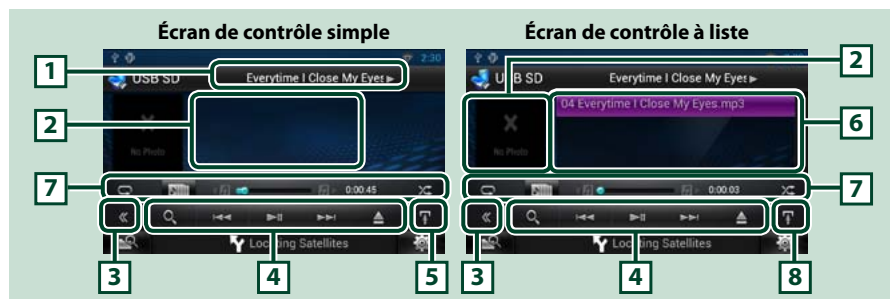 Écran de contrôle simple
Écran de contrôle à liste
2:30
1
USB SD
Everytime I Close My Eyes
2
No Photo
7
0:00:45
Locating Satellites
3
4
5
2
USB SD
Everytime I Close My Eyes
04 Everytime I Close My Eyes.mp3
6
No Photo
0:00:03
7
Locating Satellites
3
4
8